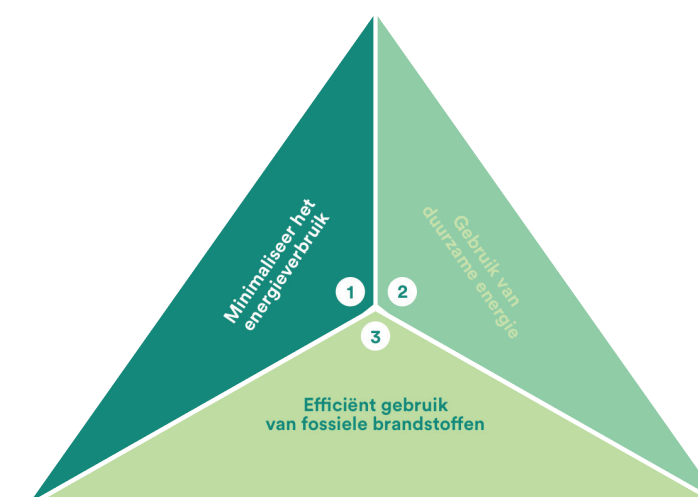 Minimaliseer het
energieverbruik
1
2
Gebruik van
duurzame energie
3
Efficiënt gebruik
van fossiele brandstoffen